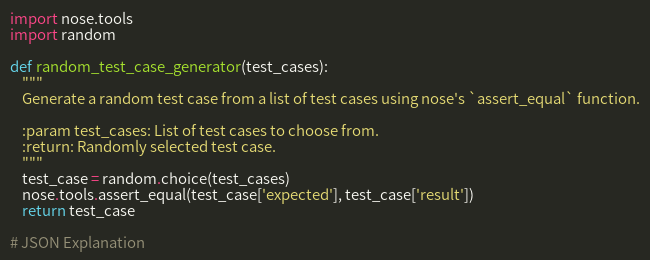 import nose.tools
import random

def random_test_case_generator(test_cases):
    """
    Generate a random test case from a list of test cases using nose's `assert_equal` function.

    :param test_cases: List of test cases to choose from.
    :return: Randomly selected test case.
    """
    test_case = random.choice(test_cases)
    nose.tools.assert_equal(test_case['expected'], test_case['result'])
    return test_case

# JSON Explanation